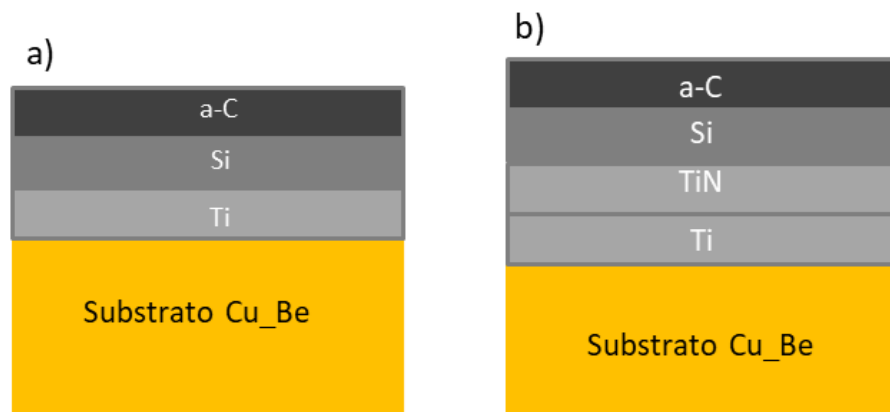 a)
a-C
Si
Ti
Substrato Cu_Be
b)
a-C
Si
TiN
Ti
Substrato Cu_Be